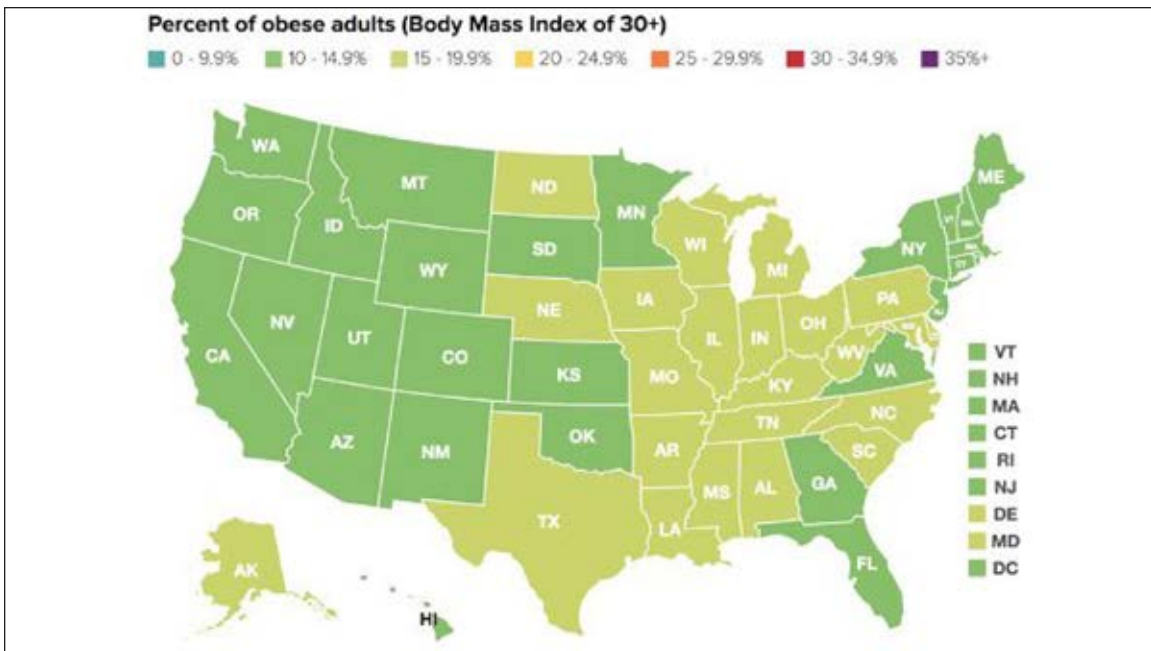 Percent of obese adults (Body Mass Index of 30+)
0 - 9.9% 10 - 14.9% 15 - 19.9% 20 - 24.9% 25 - 29.9% 30 - 34.9% 35%+
WA
MT
ND
MN
ME
OR
ID
SD
WI
MI
NY
VT
WY
IA
NE
PA
NV
UT
CO
IL
IN
OH
CA
KS
MO
WV
VA
KY
VT
NH
AZ
NM
OK
AR
TN
NC
MA
CT
SC
RI
MS
AL
GA
NJ
TX
LA
DE
MD
AK
FL
DC
HI